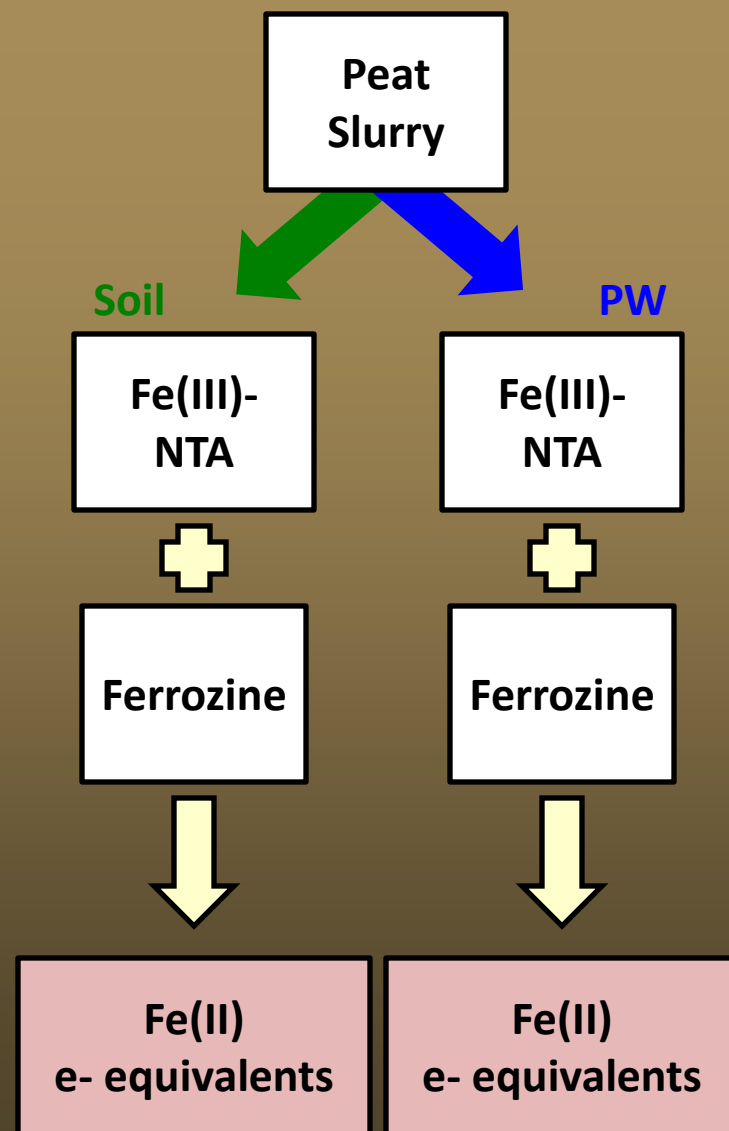 Peat
Slurry
Soil
PW
Fe(III)-
NTA
Fe(III)-
NTA
Ferrozine
Ferrozine
Fe(II)
e- equivalents
Fe(II)
e- equivalents